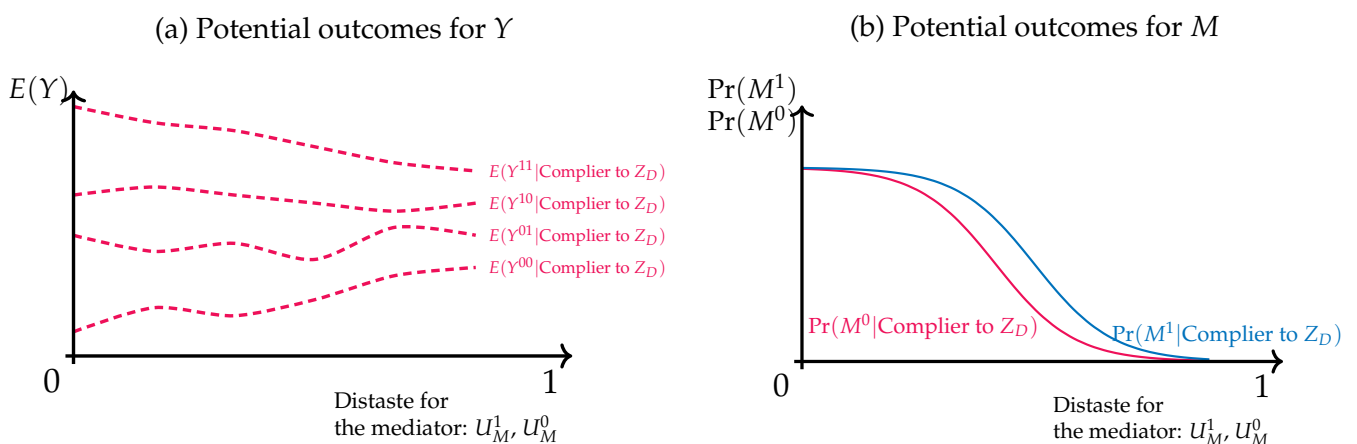 (a) Potential outcomes for Y
E(Y)
E(Y¹¹|Complier to Z_D)
E(Y¹⁰|Complier to Z_D)
E(Y⁰¹|Complier to Z_D)
E(Y⁰⁰|Complier to Z_D)
0
1
Distaste for
the mediator: U¹_M, U⁰_M
(b) Potential outcomes for M
Pr(M¹)
Pr(M⁰)
Pr(M⁰|Complier to Z_D)
Pr(M¹|Complier to Z_D)
0
1
Distaste for
the mediator: U¹_M, U⁰_M